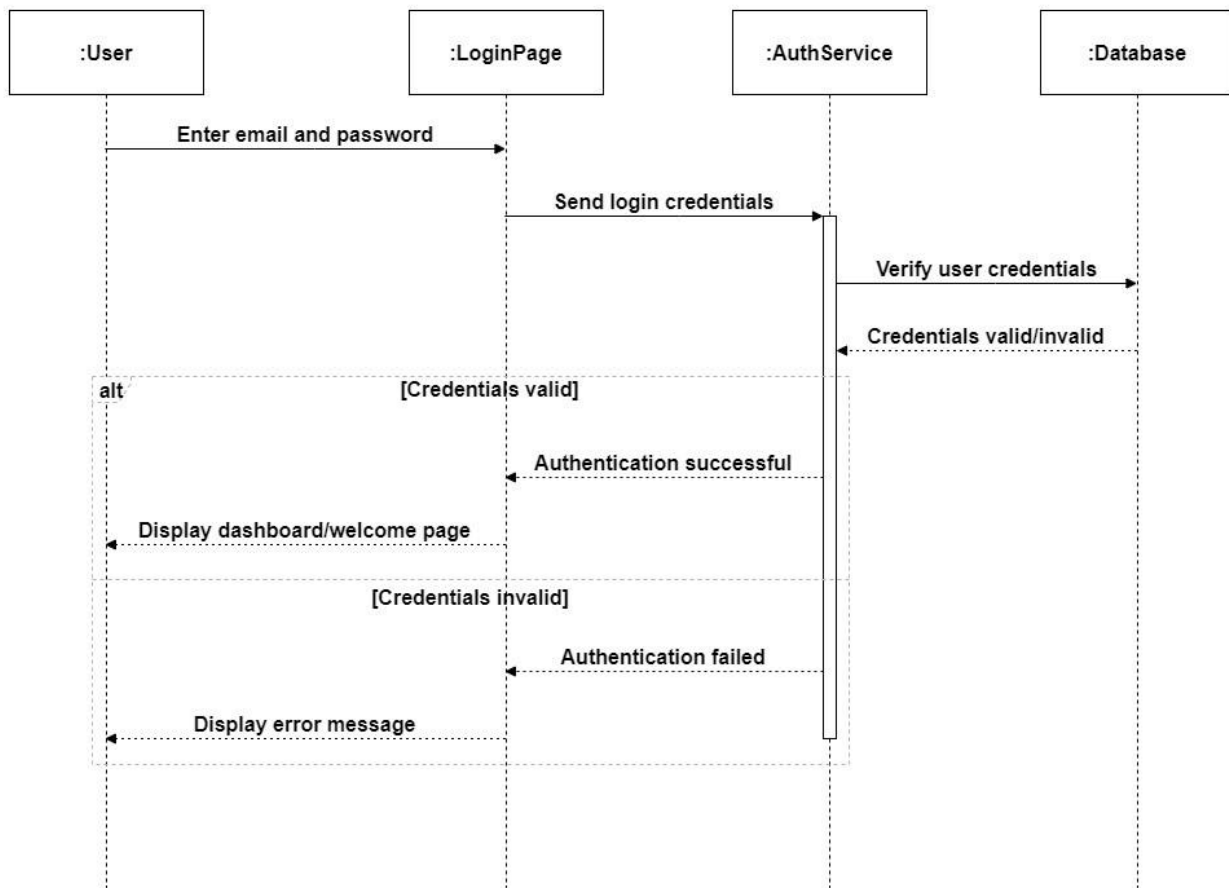 :User
:LoginPage
:AuthService
:Database
Enter email and password
Send login credentials
Verify user credentials
Credentials valid/invalid
alt
[Credentials valid]
Authentication successful
Display dashboard/welcome page
[Credentials invalid]
Authentication failed
Display error message